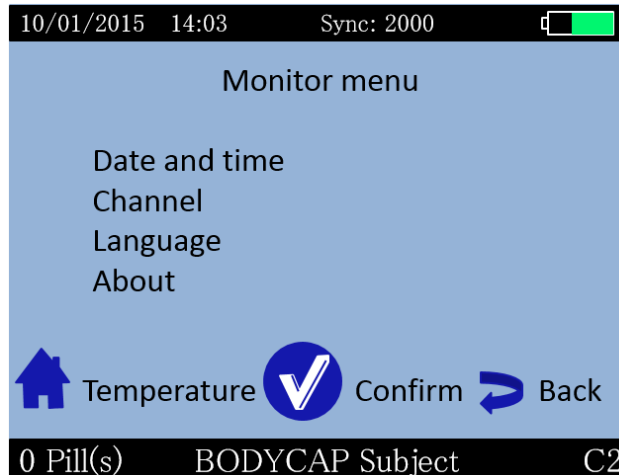 10/01/2015 14:03 Sync: 2000
Monitor menu
Date and time
Channel
Language
About
Temperature Confirm Back
0 Pill(s) BODYCAP Subject C2